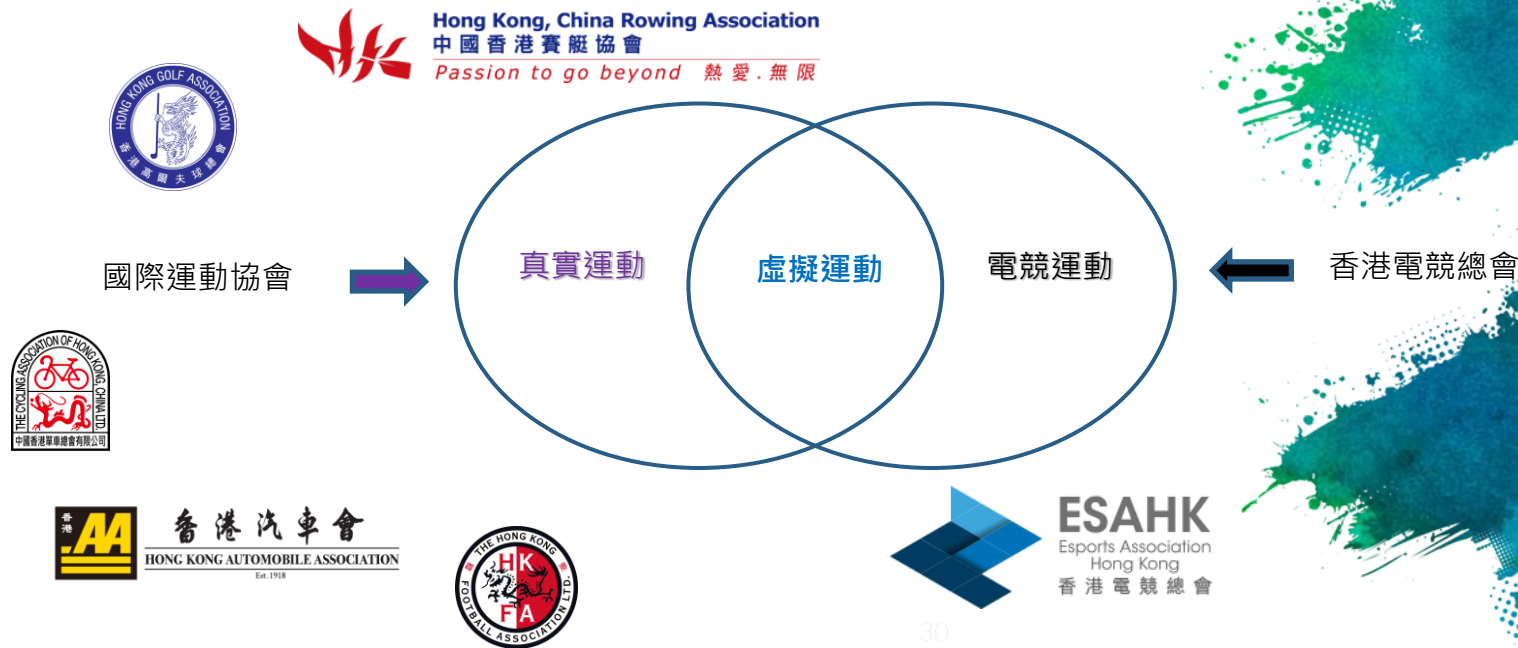 Hong Kong, China Rowing Association
中國香港賽艇協會
Passion to go beyond 熱愛.無限
HONG KONG GOLF ASSOCIATION
香港高爾夫球總會
國際運動協會
真實運動
虛擬運動
電競運動
香港電競總會
THE CYCLING ASSOCIATION OF HONG KONG, CHINA LTD.
中國香港單車總會有限公司
香港
AA
香港汽車會
HONG KONG AUTOMOBILE ASSOCIATION
Est. 1918
THE HONG KONG
HK
FA
FOOTBALL ASSOCIATION LTD.
ESAHK
Esports Association
Hong Kong
香港電競總會
30